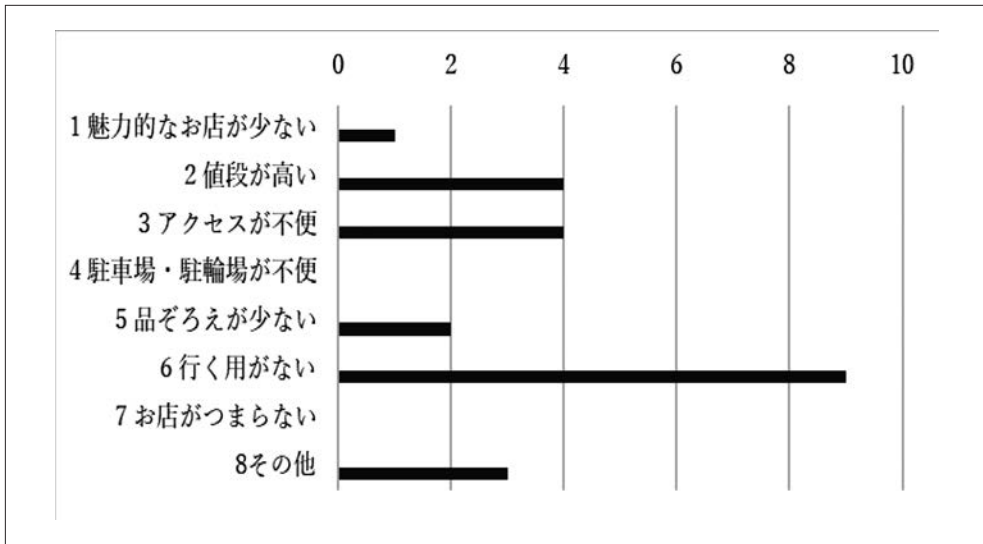 0 2 4 6 8 10
1 魅力的なお店が少ない
2 値段が高い
3 アクセスが不便
4 駐車場・駐輪場が不便
5 品ぞろえが少ない
6 行く用がない
7 お店がつまらない
8その他